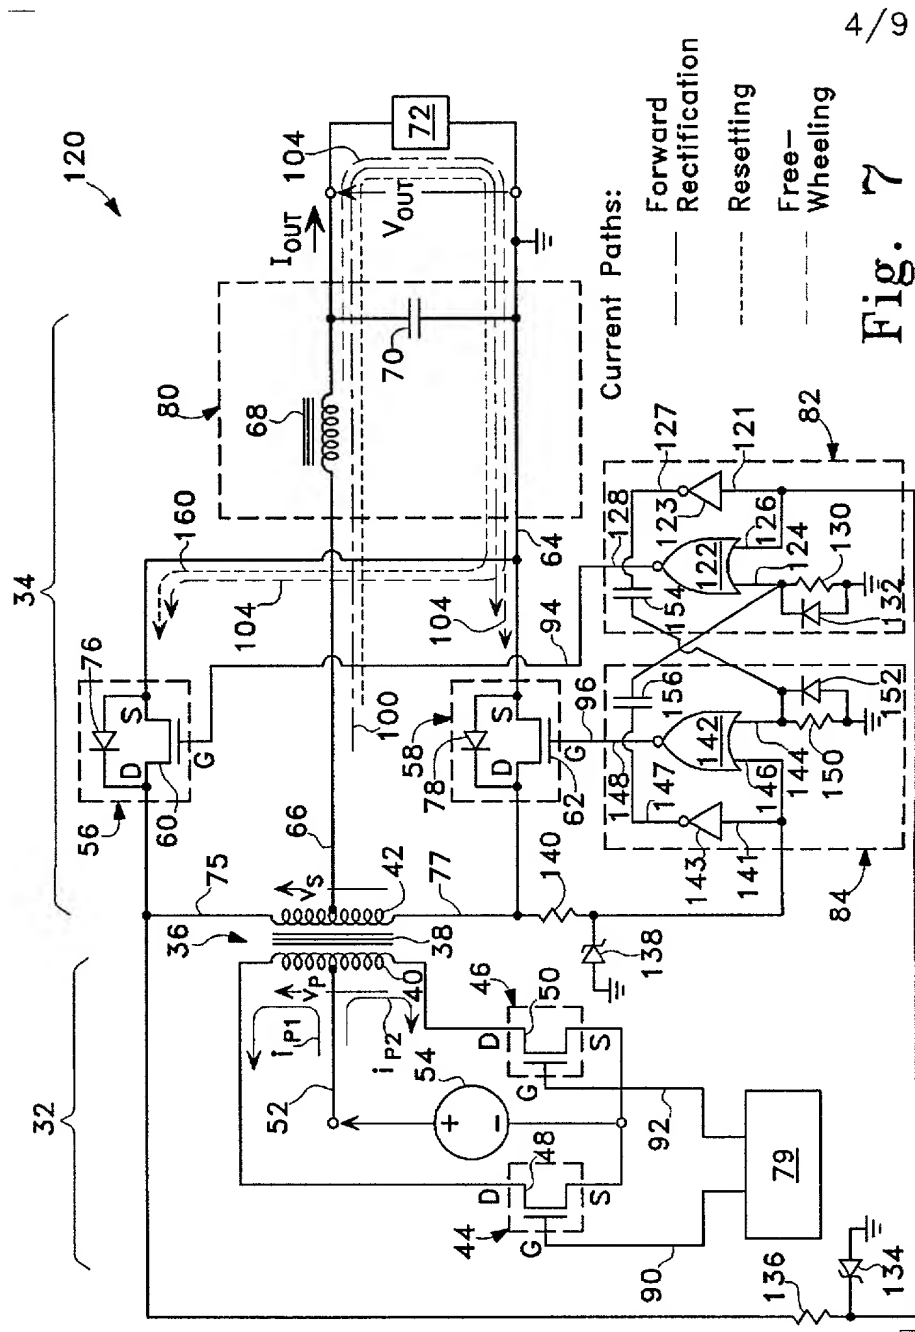 4/9
120
34
32
36
160
104
I_OUT
104
V_OUT
72
80
68
70
64
76
S
D
G
56
60
66
100
104
58
78
S
D
G
62
94
96
75
42
V_S
77
38
40
V_P
i_P1
i_P2
52
54
+
−
46
50
D
G
S
48
D
G
S
44
92
90
79
140
138
136
134
82
127
121
123
128
126
122
124
130
154
132
156
152
142
144
150
148
147
146
143
141
84
Current Paths:
Forward
Rectification
Resetting
Free-
Wheeling
Fig. 7